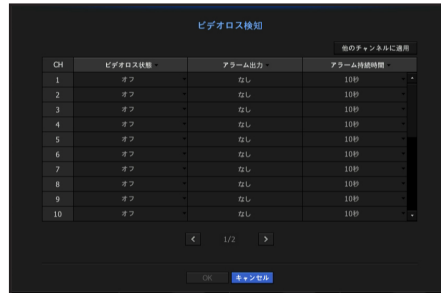 ビデオロス検知
他のチャンネルに適用
CH ビデオロス状態 アラーム出力 アラーム持続時間
1 オフ なし 10秒
2 オフ なし 10秒
3 オフ なし 10秒
4 オフ なし 10秒
5 オフ なし 10秒
6 オフ なし 10秒
7 オフ なし 10秒
8 オフ なし 10秒
9 オフ なし 10秒
10 オフ なし 10秒
< 1/2 >
OK キャンセル